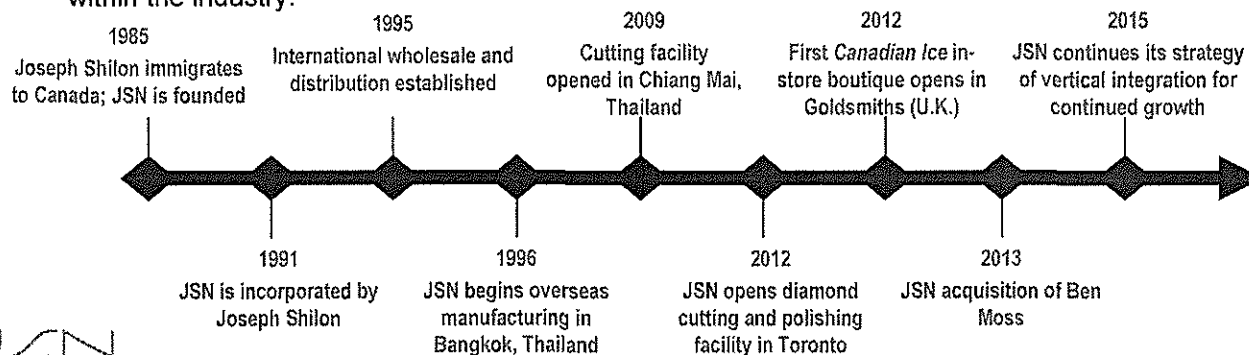 within the industry.
1985
Joseph Shilon immigrates
to Canada; JSN is founded
1991
JSN is incorporated by
Joseph Shilon
1995
International wholesale and
distribution established
1996
JSN begins overseas
manufacturing in
Bangkok, Thailand
2009
Cutting facility
opened in Chiang Mai,
Thailand
2012
JSN opens diamond
cutting and polishing
facility in Toronto
2012
First Canadian Ice in-
store boutique opens in
Goldsmiths (U.K.)
2013
JSN acquisition of Ben
Moss
2015
JSN continues its strategy
of vertical integration for
continued growth